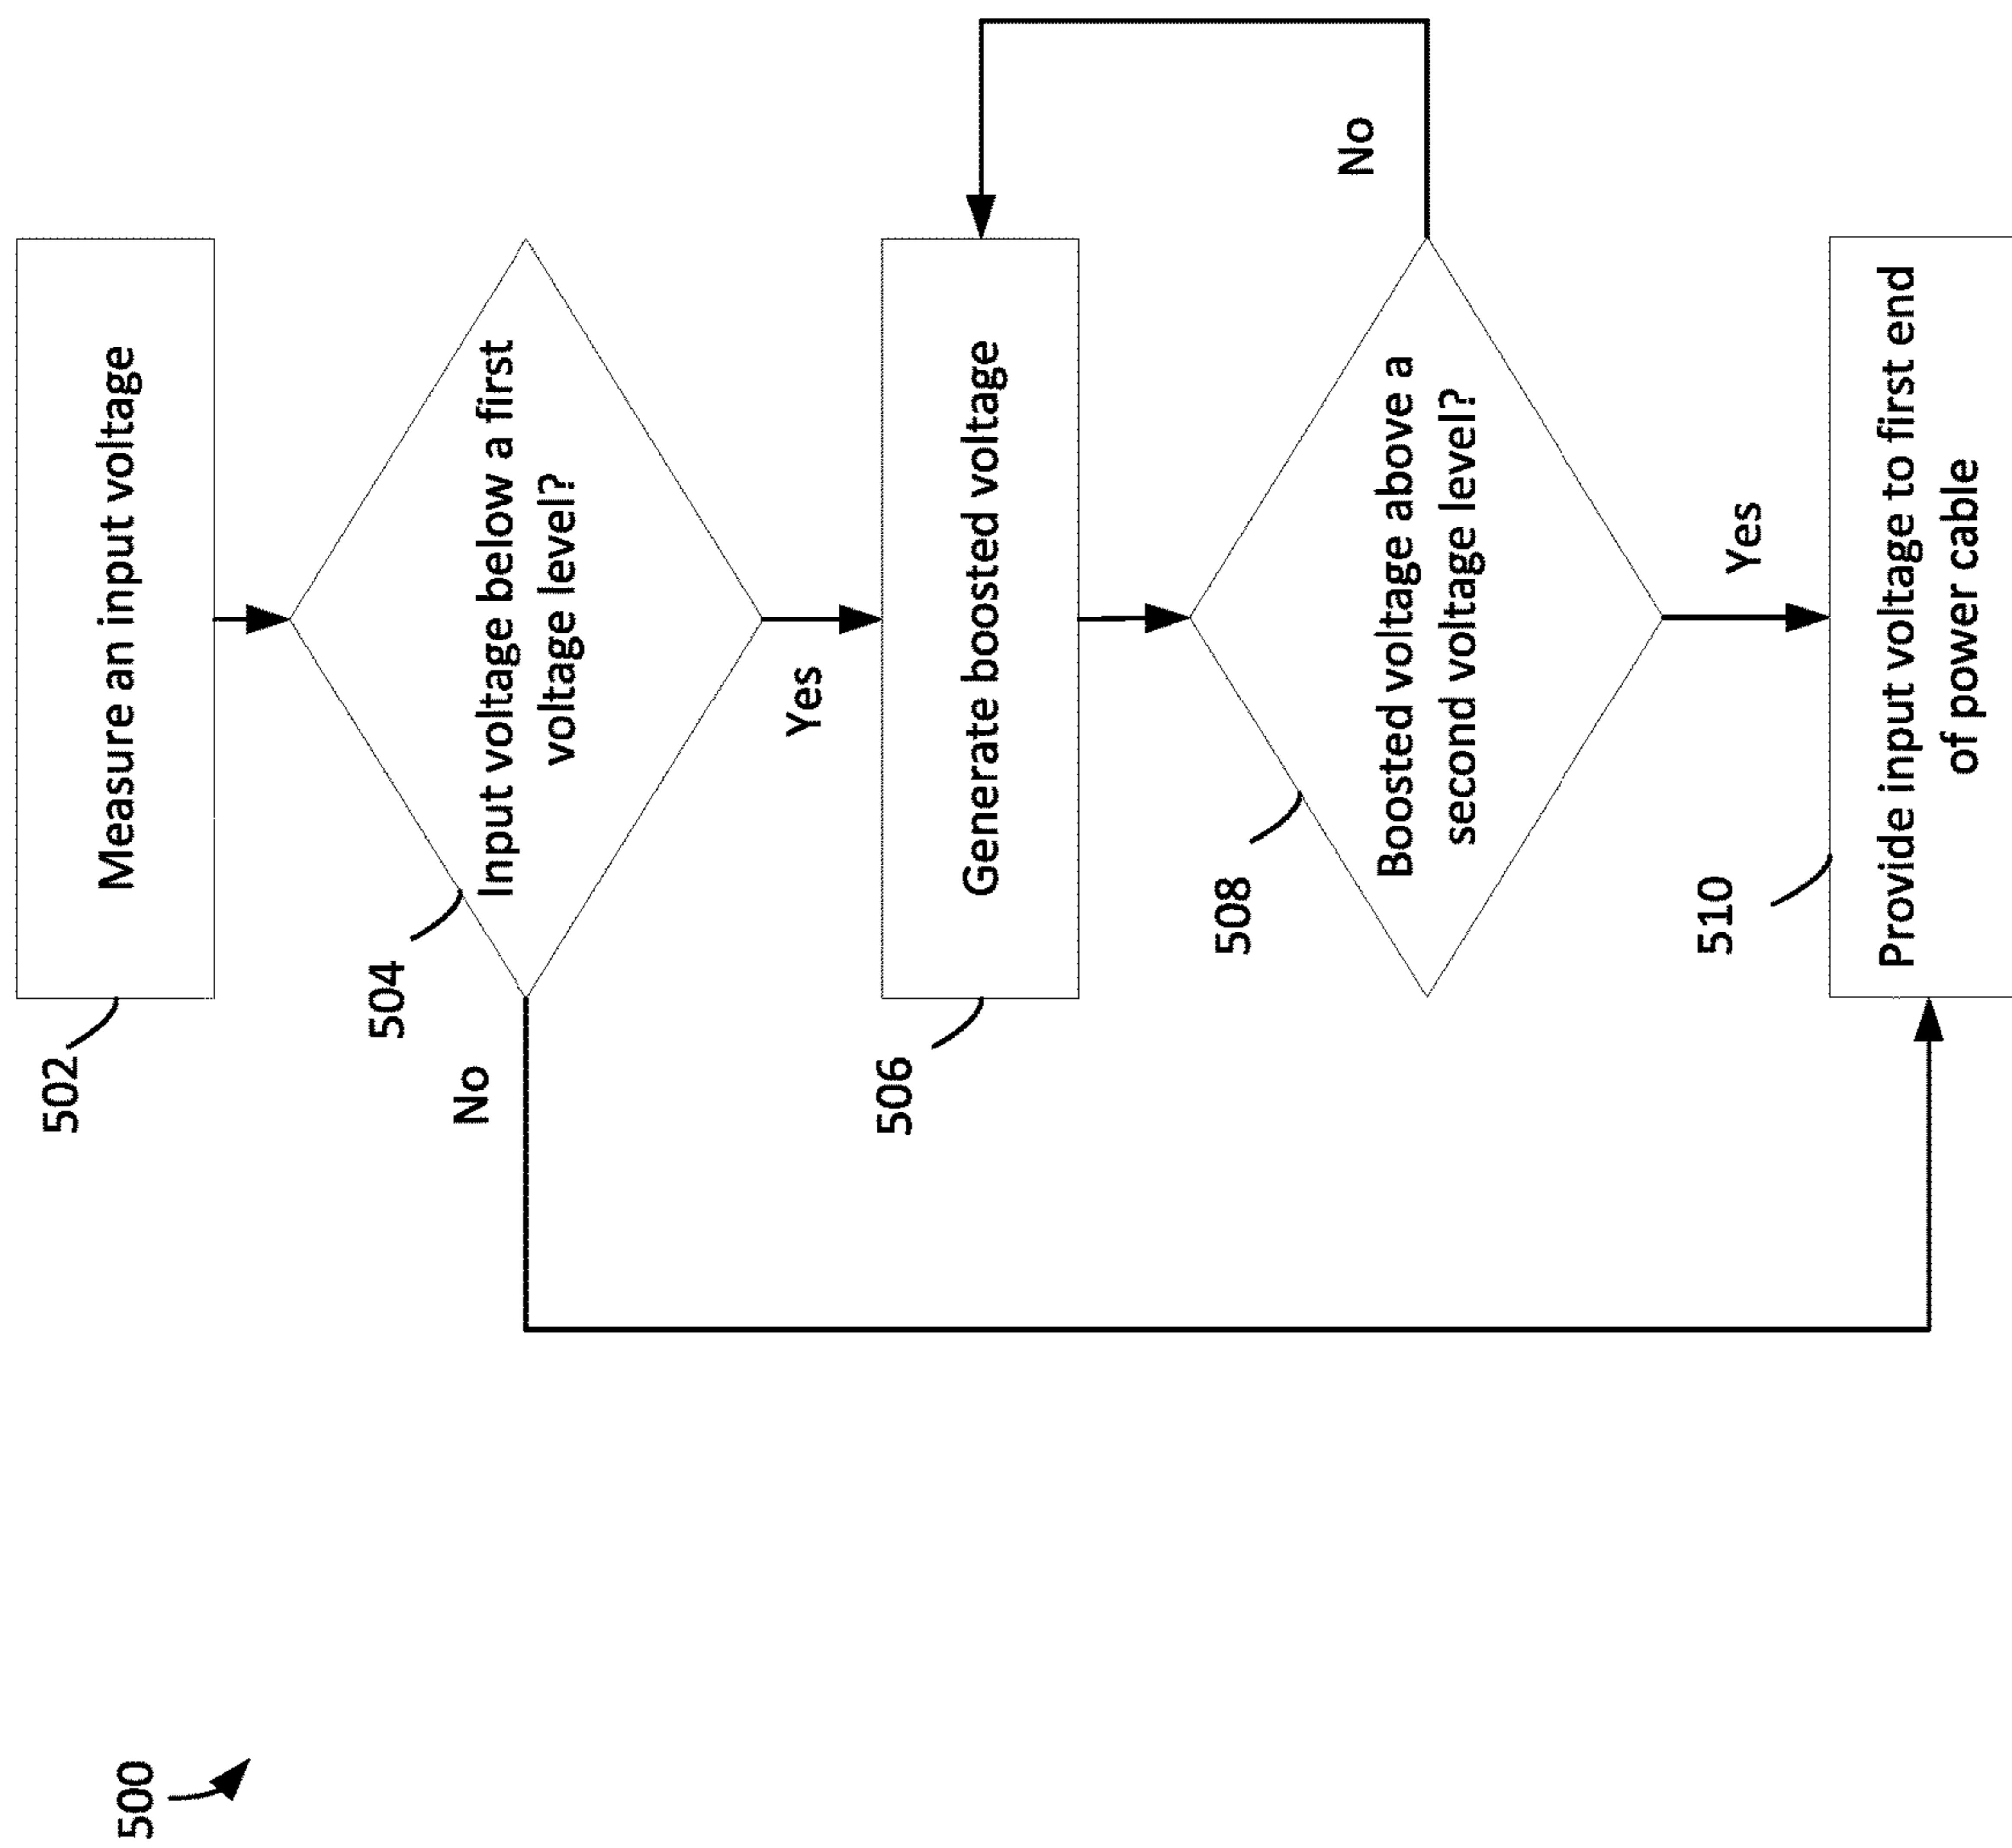 500
502
Measure an input voltage
504
Input voltage below a first
voltage level?
No
Yes
506
Generate boosted voltage
508
Boosted voltage above a
second voltage level?
No
Yes
510
Provide input voltage to first end
of power cable